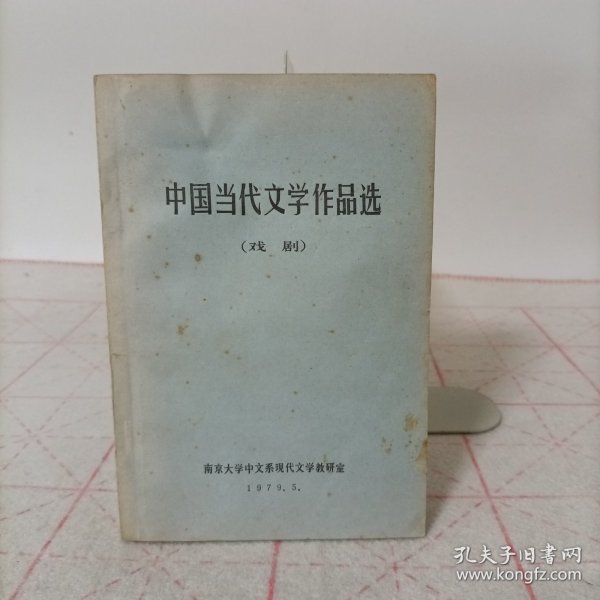 中国当代文学作品选
（戏 剧）
南京大学中文系现代文学教研室
1979.5.
孔夫子旧書网
www.kongfz.com